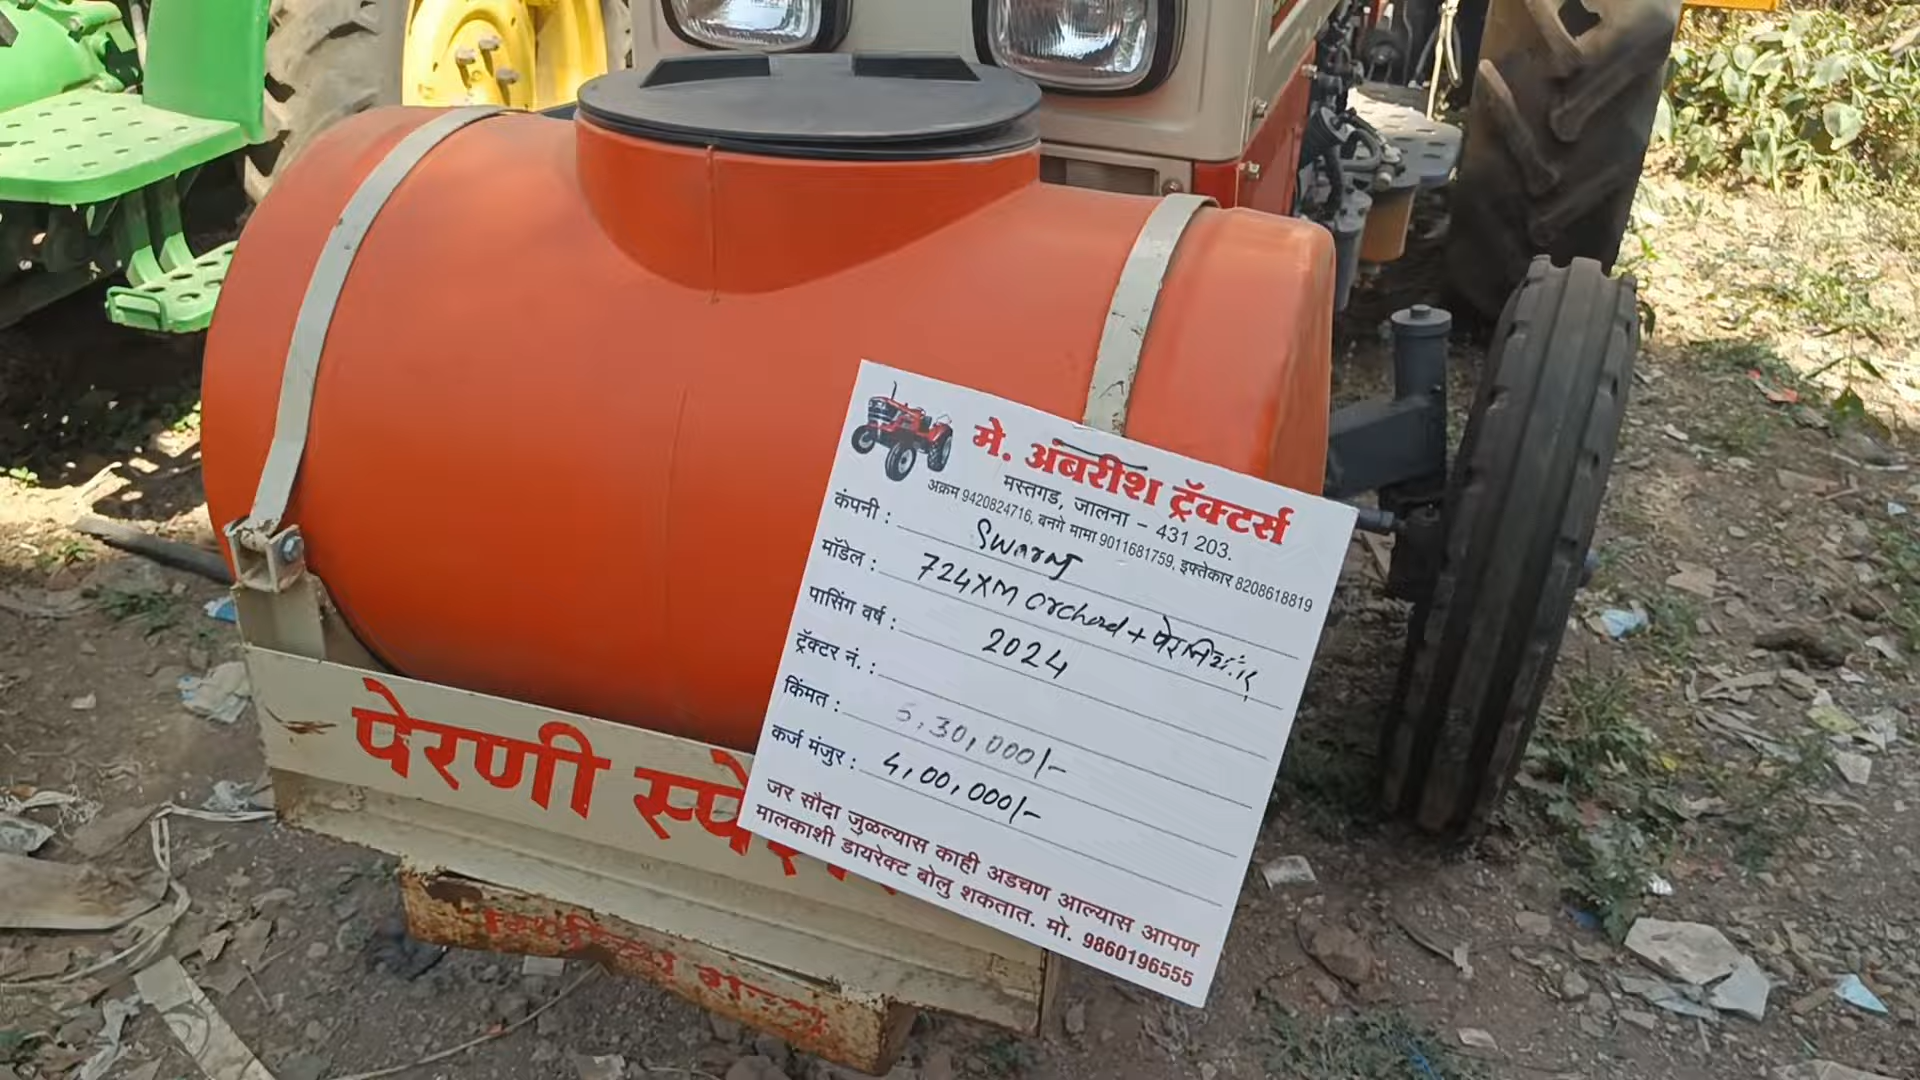 मे. अंबरीश ट्रॅक्टर्स
मस्तगड, जालना – 431 203.
अक्रम 9420824716, बनगे मामा 9011681759, इफ्तेकार 8208618819
कंपनी : Swaraj
मॉडेल : 724XM orchard +
पासिंग वर्ष : 2024
ट्रॅक्टर नं. :
किंमत : 5,30,000/-
कर्ज मंजुर : 4,00,000/-
जर सौदा जुळल्यास काही अडचण आल्यास आपण
मालकाशी डायरेक्ट बोलु शकतात. मो. 9860196555
पेरणी